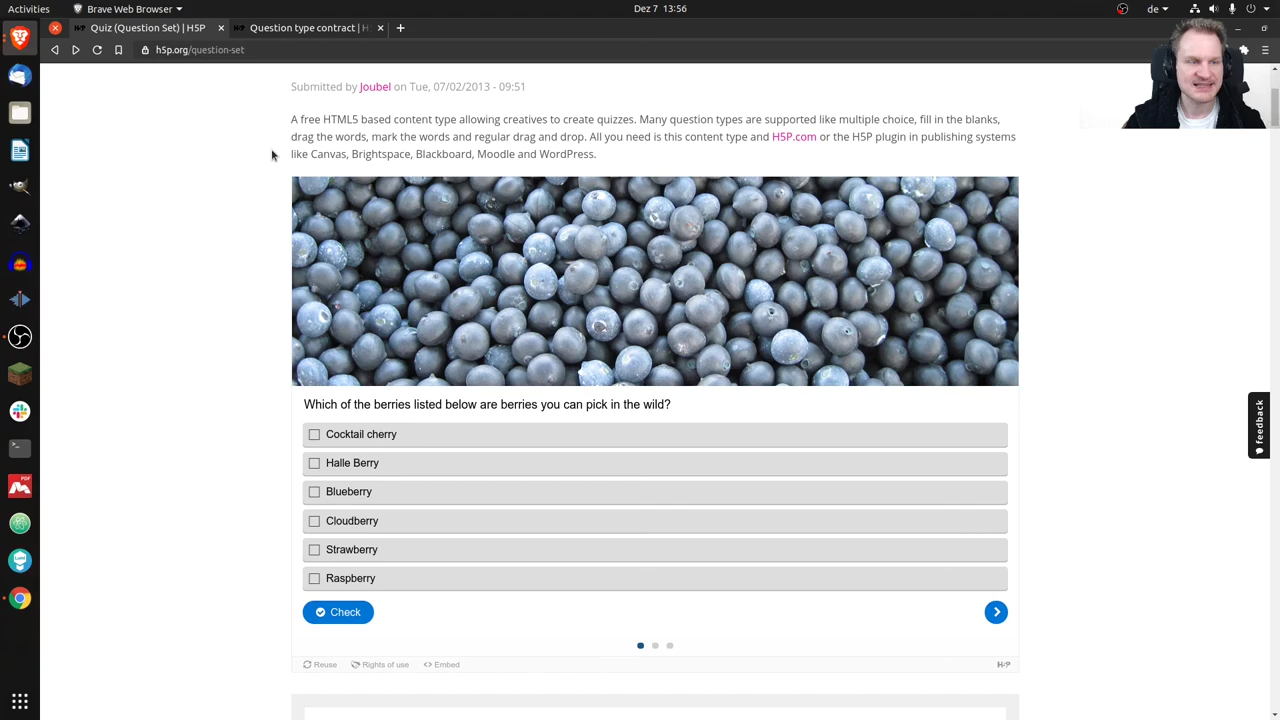 Activities
Brave Web Browser
Dez 7 13:56
de
Quiz (Question Set) | H5P
Question type contract | H
h5p.org/question-set
Submitted by Joubel on Tue, 07/02/2013 - 09:51
A free HTML5 based content type allowing creatives to create quizzes. Many question types are supported like multiple choice, fill in the blanks,
drag the words, mark the words and regular drag and drop. All you need is this content type and H5P.com or the H5P plugin in publishing systems
like Canvas, Brightspace, Blackboard, Moodle and WordPress.
Which of the berries listed below are berries you can pick in the wild?
Cocktail cherry
Halle Berry
Blueberry
Cloudberry
Strawberry
Raspberry
Check
Reuse
Rights of use
Embed
H5P
feedback